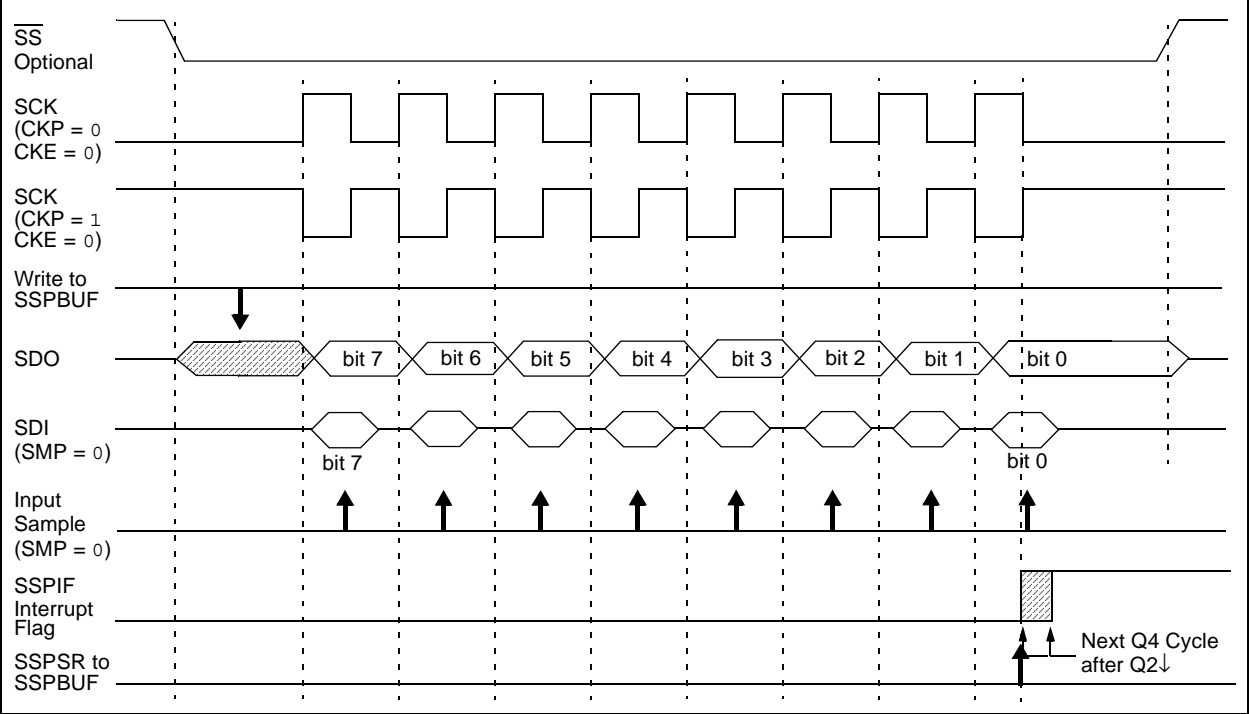 SS
Optional
SCK
(CKP = 0
CKE = 0)
SCK
(CKP = 1
CKE = 0)
Write to
SSPBUF
SDO
bit 7 bit 6 bit 5 bit 4 bit 3 bit 2 bit 1 bit 0
SDI
(SMP = 0)
bit 7 bit 0
Input
Sample
(SMP = 0)
SSPIF
Interrupt
Flag
Next Q4 Cycle
after Q2↓
SSPSR to
SSPBUF